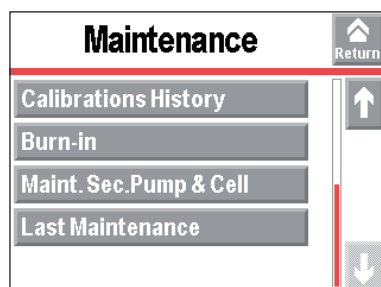 Maintenance
Return
Calibrations History
Burn-in
Maint. Sec.Pump & Cell
Last Maintenance